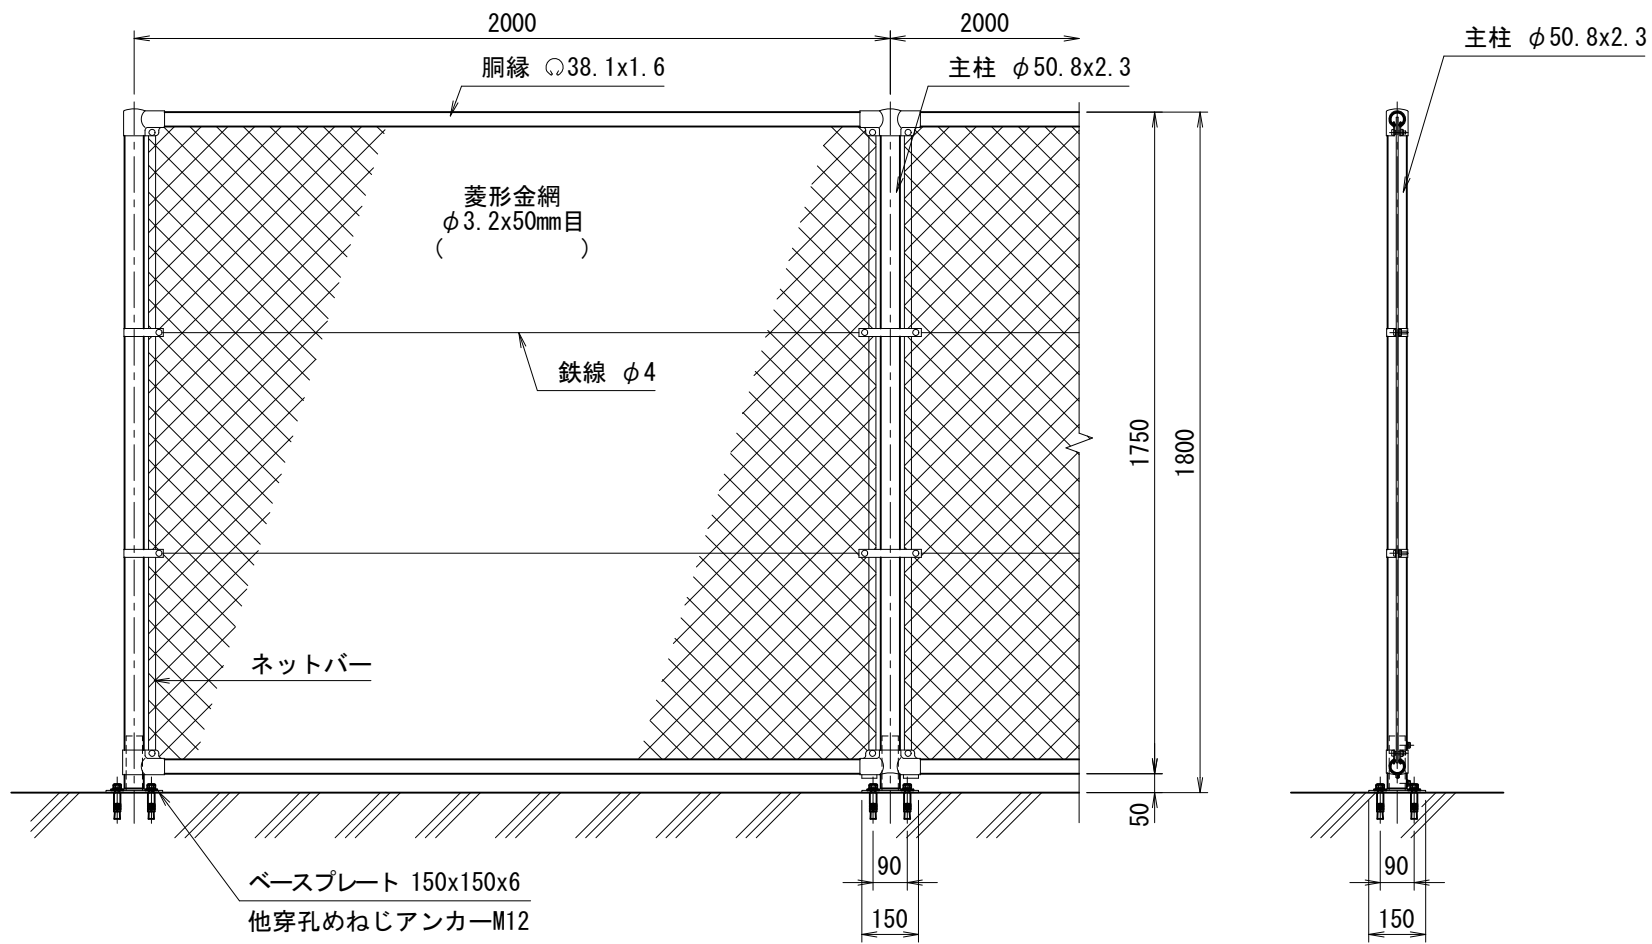 2000
2000
主柱 φ50.8x2.3
胴縁 38.1x1.6
主柱 φ50.8x2.3
菱形金網
φ3.2x50mm目
( )
鉄線 φ4
1750
1800
ネットバー
50
ベースプレート 150x150x6
他穿孔めねじアンカーM12
90
150
90
150